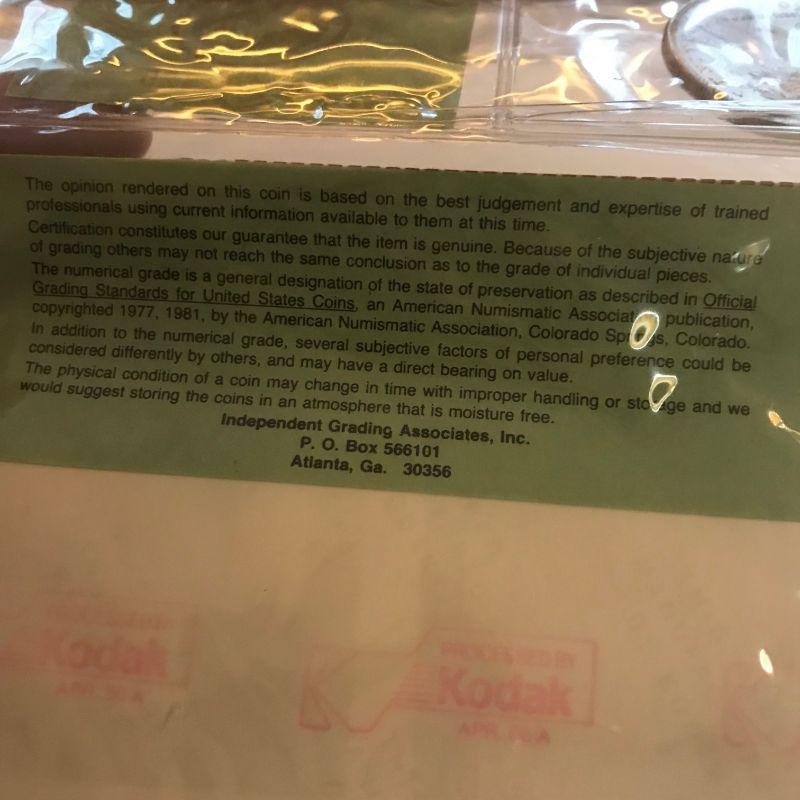 The opinion rendered on this coin is based on the best judgement and expertise of trained
professionals using current information available to them at this time.
Certification constitutes our guarantee that the item is genuine. Because of the subjective nature
of grading others may not reach the same conclusion as to the grade of individual pieces.
The numerical grade is a general designation of the state of preservation as described in Official
Grading Standards for United States Coins, an American Numismatic Association publication,
copyrighted 1977, 1981, by the American Numismatic Association, Colorado Springs, Colorado.
In addition to the numerical grade, several subjective factors of personal preference could be
considered differently by others, and may have a direct bearing on value.
The physical condition of a coin may change in time with improper handling or storage and we
would suggest storing the coins in an atmosphere that is moisture free.
Independent Grading Associates, Inc.
P. O. Box 566101
Atlanta, Ga. 30356
Kodak
PROCESSED BY
Kodak